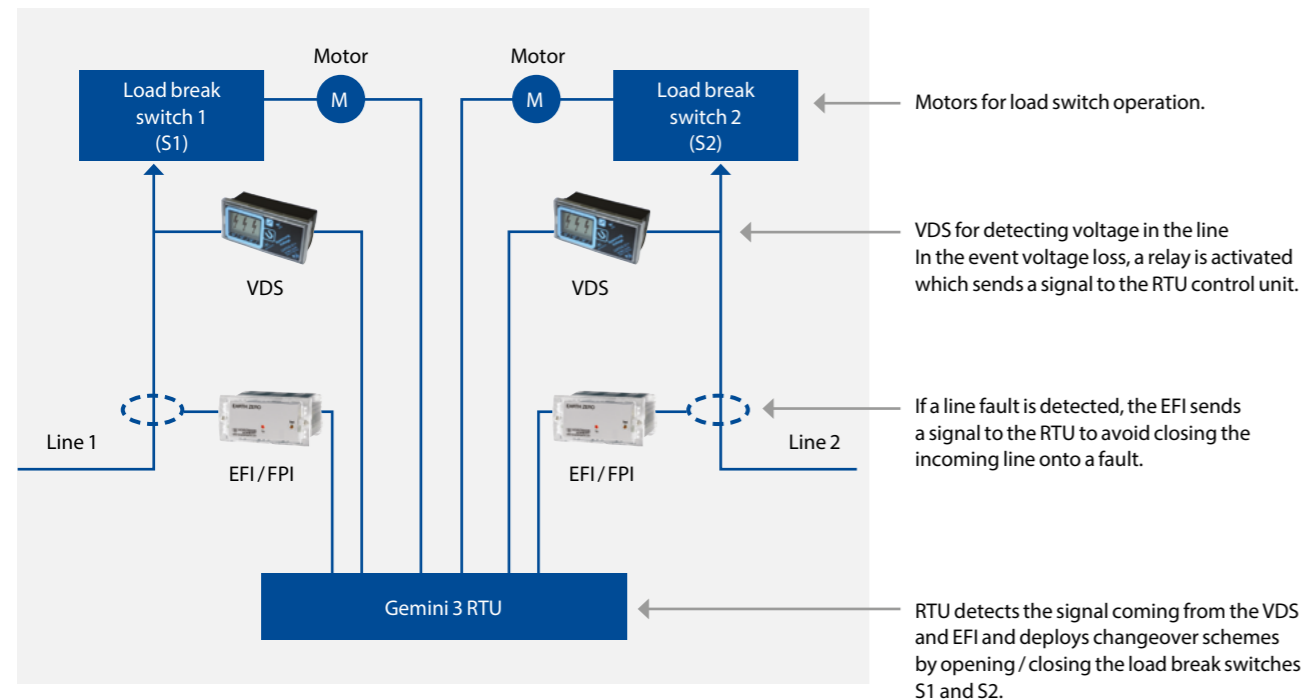 Motor
Motor
Load break
switch 1
(S1)
M
M
Load break
switch 2
(S2)
Motors for load switch operation.
VDS
VDS
VDS for detecting voltage in the line
In the event voltage loss, a relay is activated
which sends a signal to the RTU control unit.
EARTH ZERO
EARTH ZERO
Line 1
Line 2
EFI / FPI
EFI / FPI
If a line fault is detected, the EFI sends
a signal to the RTU to avoid closing the
incoming line onto a fault.
Gemini 3 RTU
RTU detects the signal coming from the VDS
and EFI and deploys changeover schemes
by opening / closing the load break switches
S1 and S2.